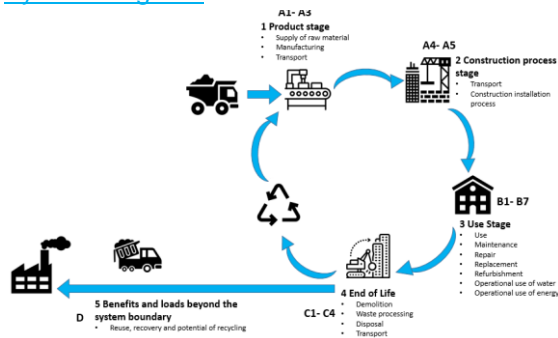 A1- A3
1 Product stage
• Supply of raw material
• Manufacturing
• Transport
A4- A5
2 Construction process
stage
• Transport
• Construction installation
process
B1- B7
3 Use Stage
• Use
• Maintenance
• Repair
• Replacement
• Refurbishment
• Operational use of water
• Operational use of energy
4 End of Life
C1- C4
• Demolition
• Waste processing
• Disposal
• Transport
5 Benefits and loads beyond the
D
system boundary
• Reuse, recovery and potential of recycling